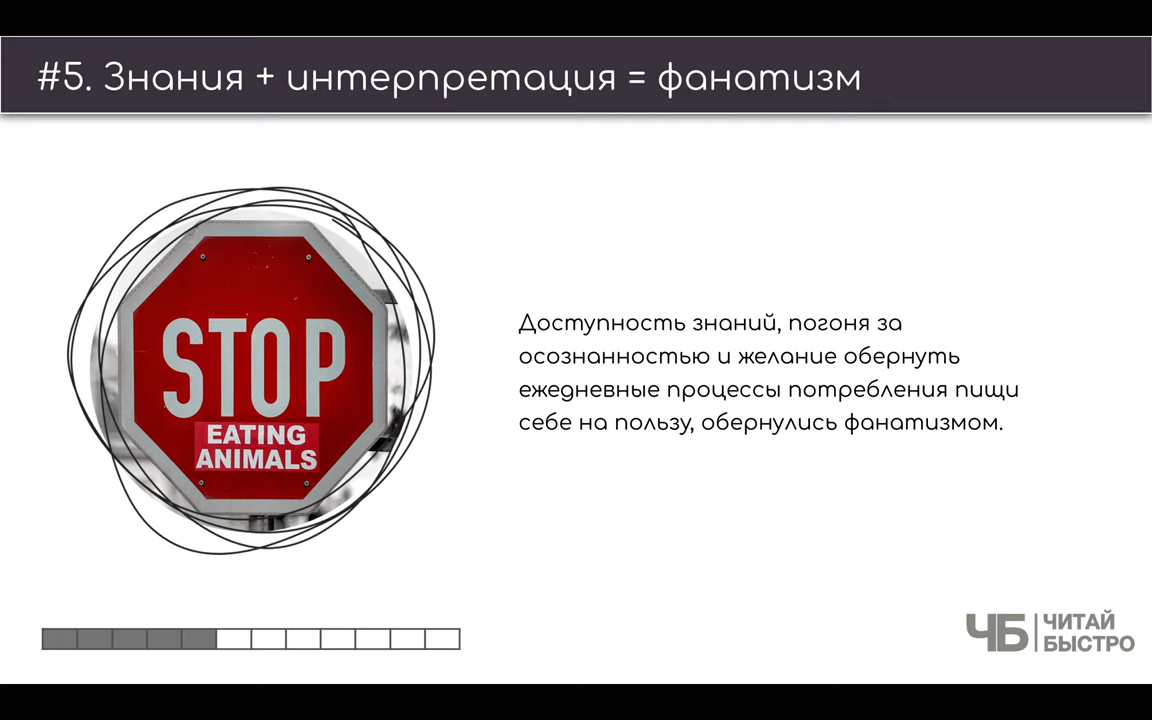 #5. Знания + интерпретация = фанатизм
STOP
EATING
ANIMALS
Доступность знаний, погоня за
осознанностью и желание обернуть
ежедневные процессы потребления пищи
себе на пользу, обернулись фанатизмом.
ЧБ
ЧИТАЙ
БЫСТРО